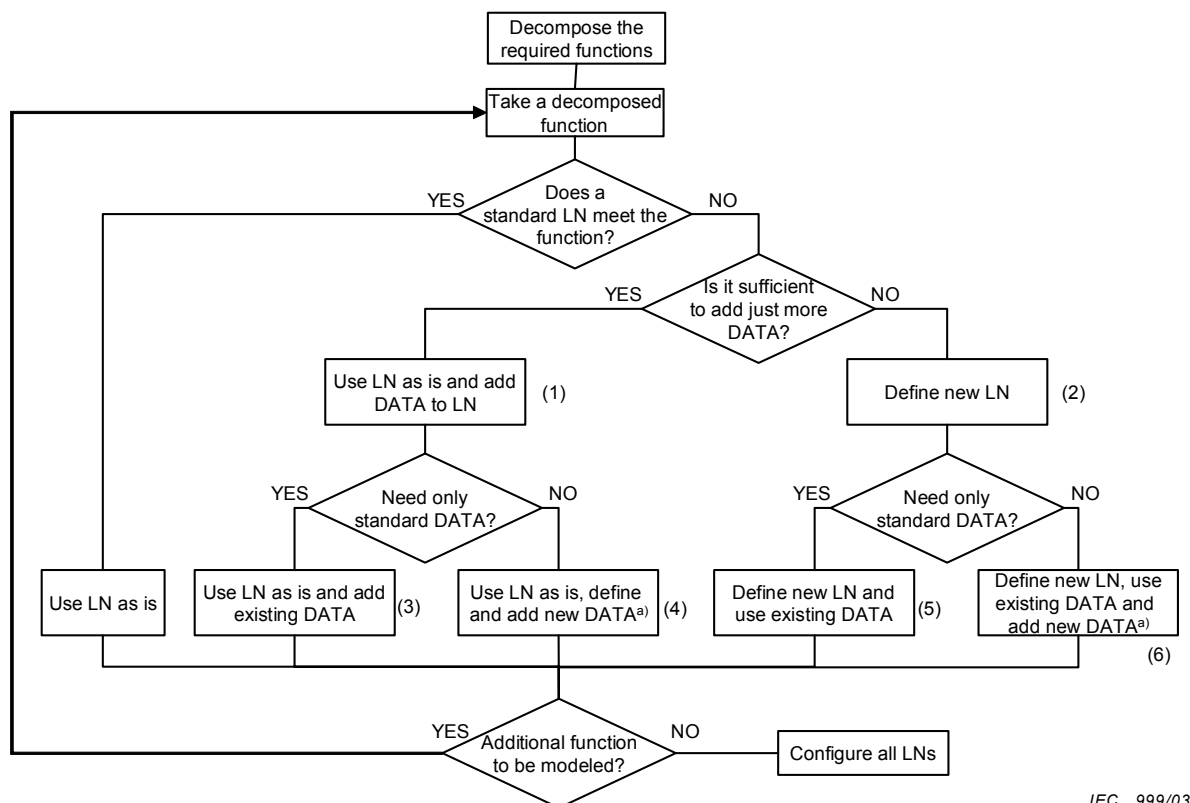 Decompose the
required functions
Take a decomposed
function
YES
Does a
standard LN meet the
function?
NO
YES
Is it sufficient
to add just more
DATA?
NO
Use LN as is and add
DATA to LN
(1)
Define new LN
(2)
YES
Need only
standard DATA?
NO
YES
Need only
standard DATA?
NO
Use LN as is
Use LN as is and add
existing DATA
(3)
Use LN as is, define
and add new DATAa)
(4)
Define new LN and
use existing DATA
(5)
Define new LN, use
existing DATA and
add new DATAa)
(6)
YES
Additional function
to be modeled?
NO
Configure all LNs
IEC 999/03